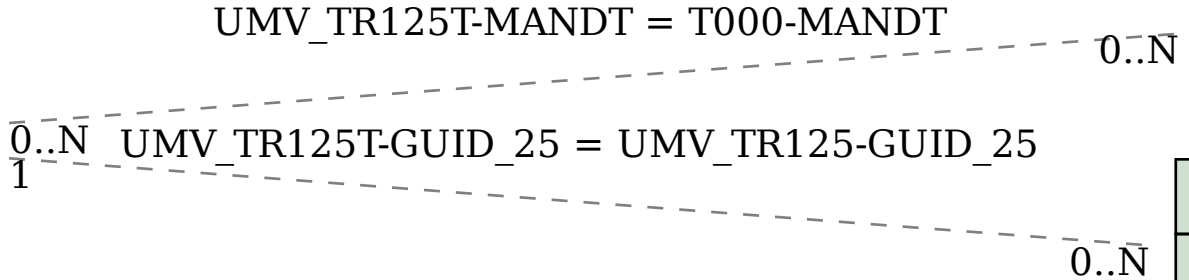 UMV_TR125T-MANDT = T000-MANDT
0..N
0..N
UMV_TR125T-GUID_25 = UMV_TR125-GUID_25
1
0..N